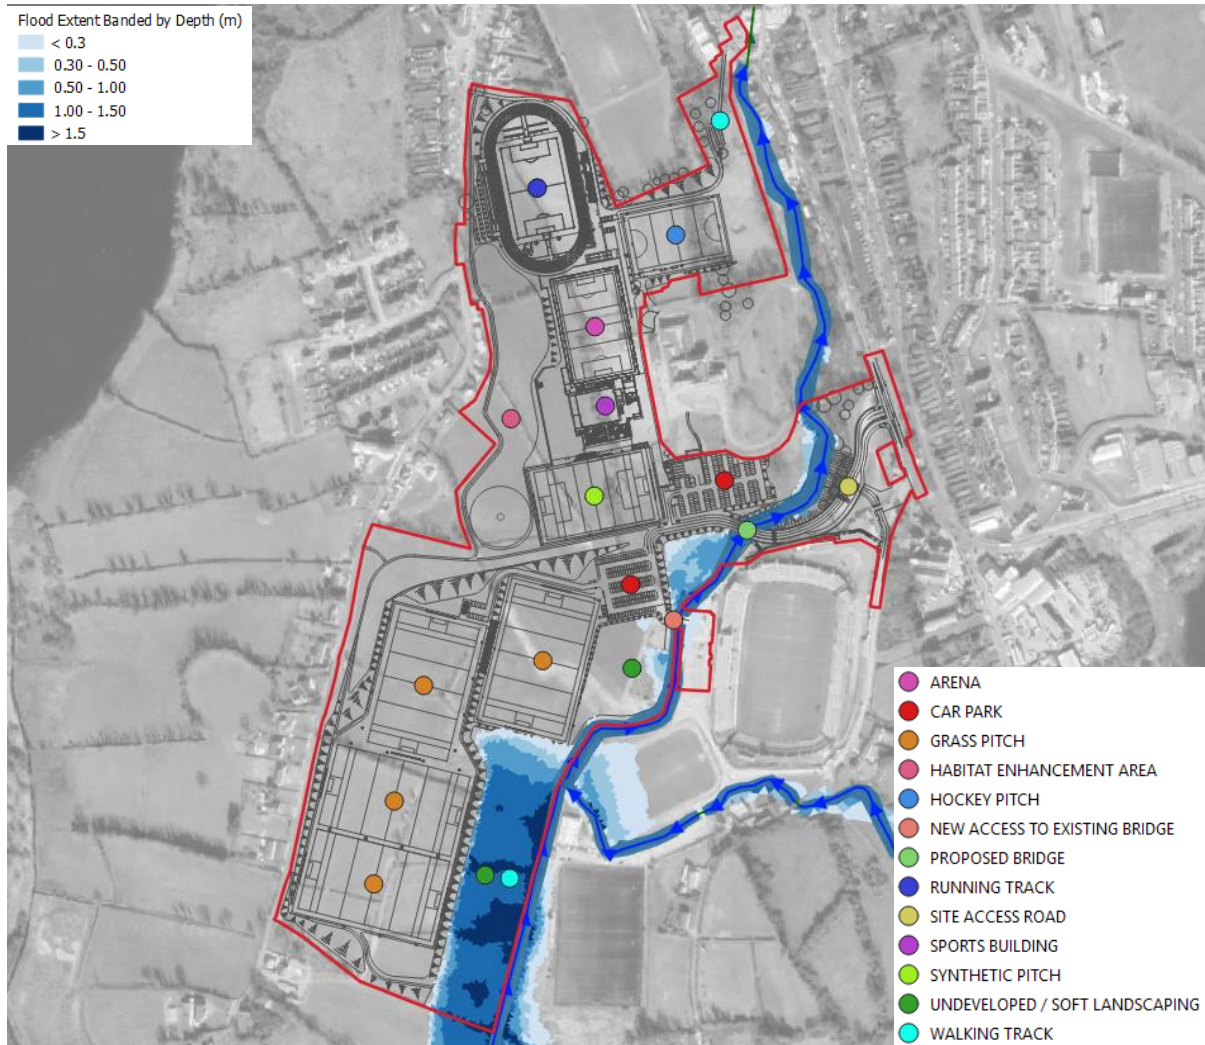 Flood Extent Banded by Depth (m)
< 0.3
0.30 - 0.50
0.50 - 1.00
1.00 - 1.50
> 1.5
ARENA
CAR PARK
GRASS PITCH
HABITAT ENHANCEMENT AREA
HOCKEY PITCH
NEW ACCESS TO EXISTING BRIDGE
PROPOSED BRIDGE
RUNNING TRACK
SITE ACCESS ROAD
SPORTS BUILDING
SYNTHETIC PITCH
UNDEVELOPED / SOFT LANDSCAPING
WALKING TRACK